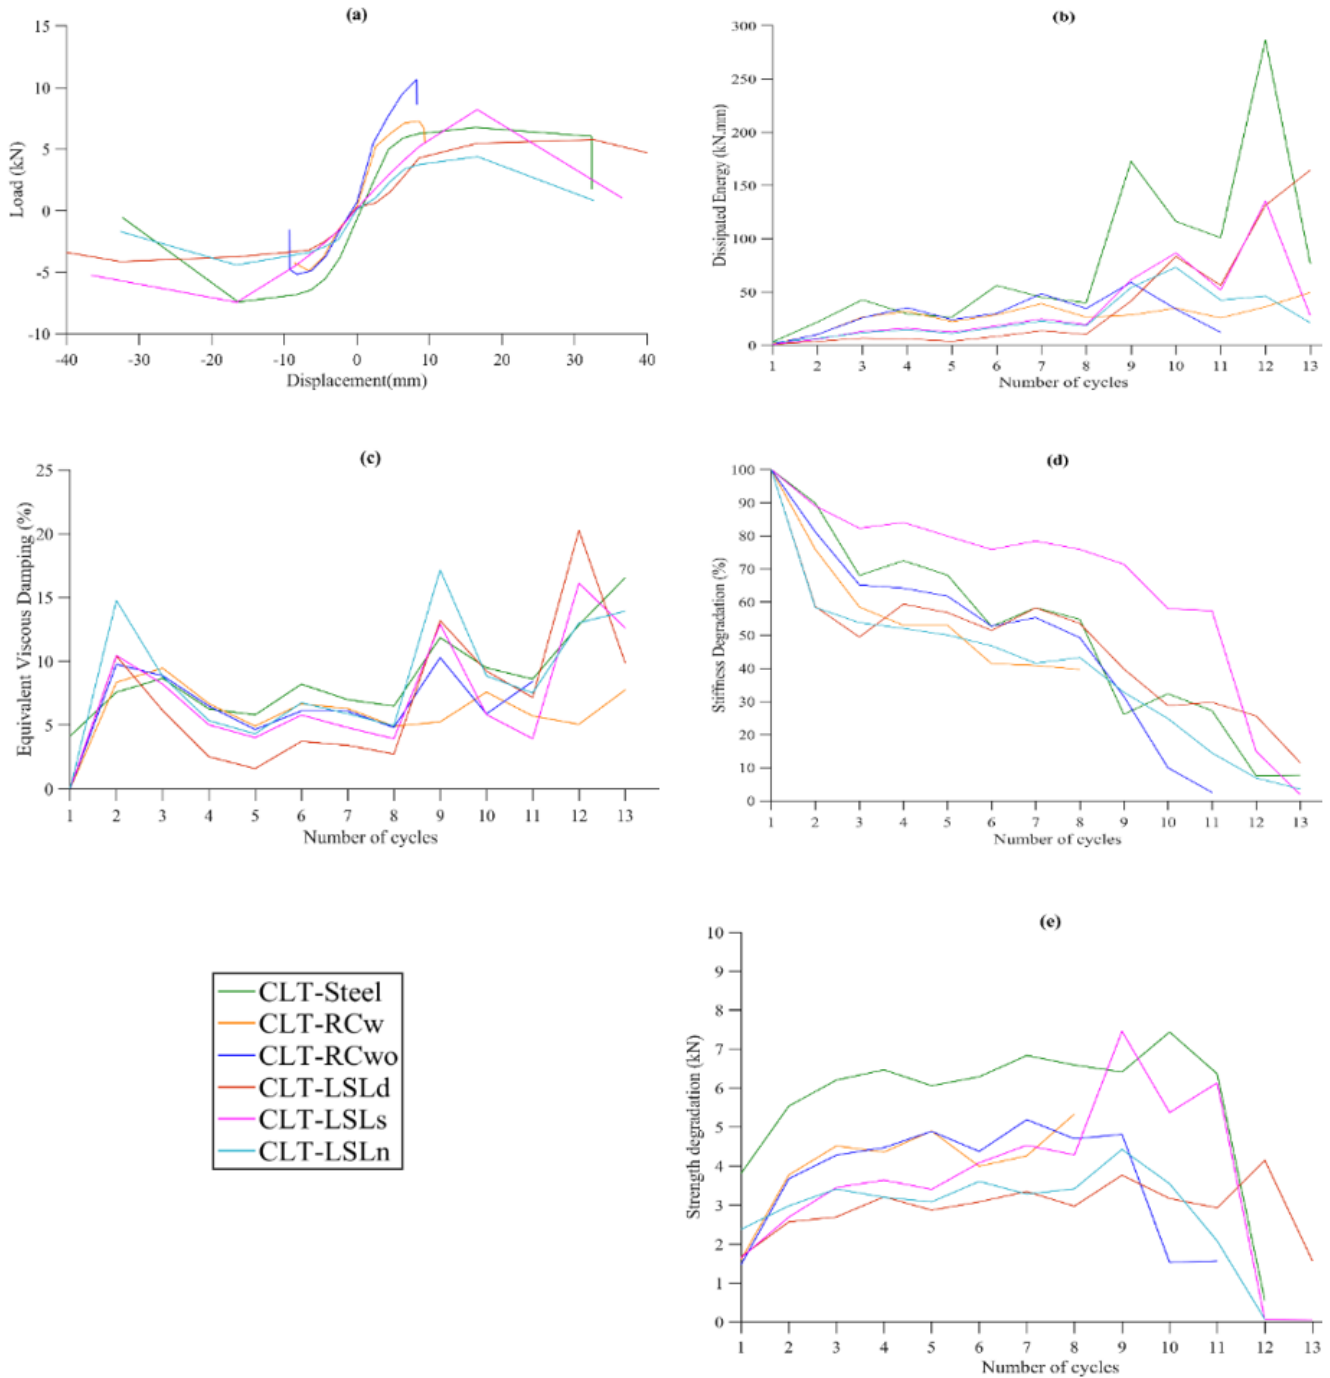 (a)
15
10
5
0
-5
-10
Load (kN)
-40 -30 -20 -10 0 10 20 30 40
Displacement(mm)
(b)
300
250
200
150
100
50
0
Dissipated Energy (kN.mm)
1 2 3 4 5 6 7 8 9 10 11 12 13
Number of cycles
(c)
25
20
15
10
5
0
Equivalent Viscous Damping (%)
1 2 3 4 5 6 7 8 9 10 11 12 13
Number of cycles
(d)
100
90
80
70
60
50
40
30
20
10
0
Stiffness Degradation (%)
1 2 3 4 5 6 7 8 9 10 11 12 13
Number of cycles
CLT-Steel
CLT-RCw
CLT-RCwo
CLT-LSLd
CLT-LSLs
CLT-LSLn
(e)
10
9
8
7
6
5
4
3
2
1
0
Strength degradation (kN)
1 2 3 4 5 6 7 8 9 10 11 12 13
Number of cycles